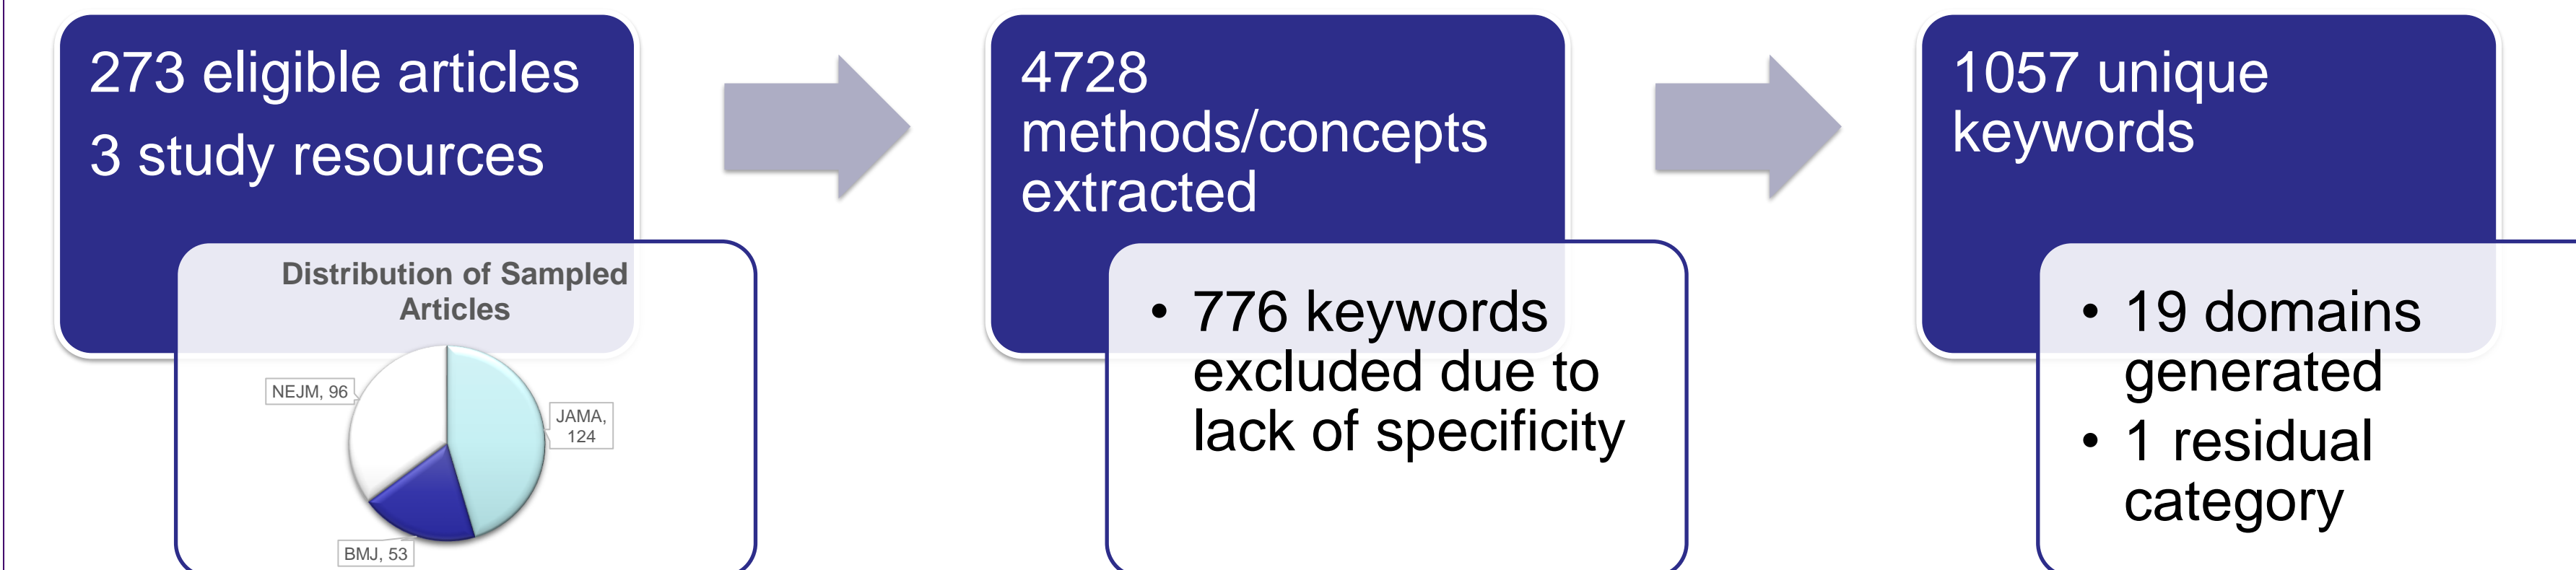 273 eligible articles
3 study resources
Distribution of Sampled
Articles
NEJM, 96
JAMA,
124
BMJ, 53
4728
methods/concepts
extracted
• 776 keywords
excluded due to
lack of specificity
1057 unique
keywords
• 19 domains
generated
• 1 residual
category